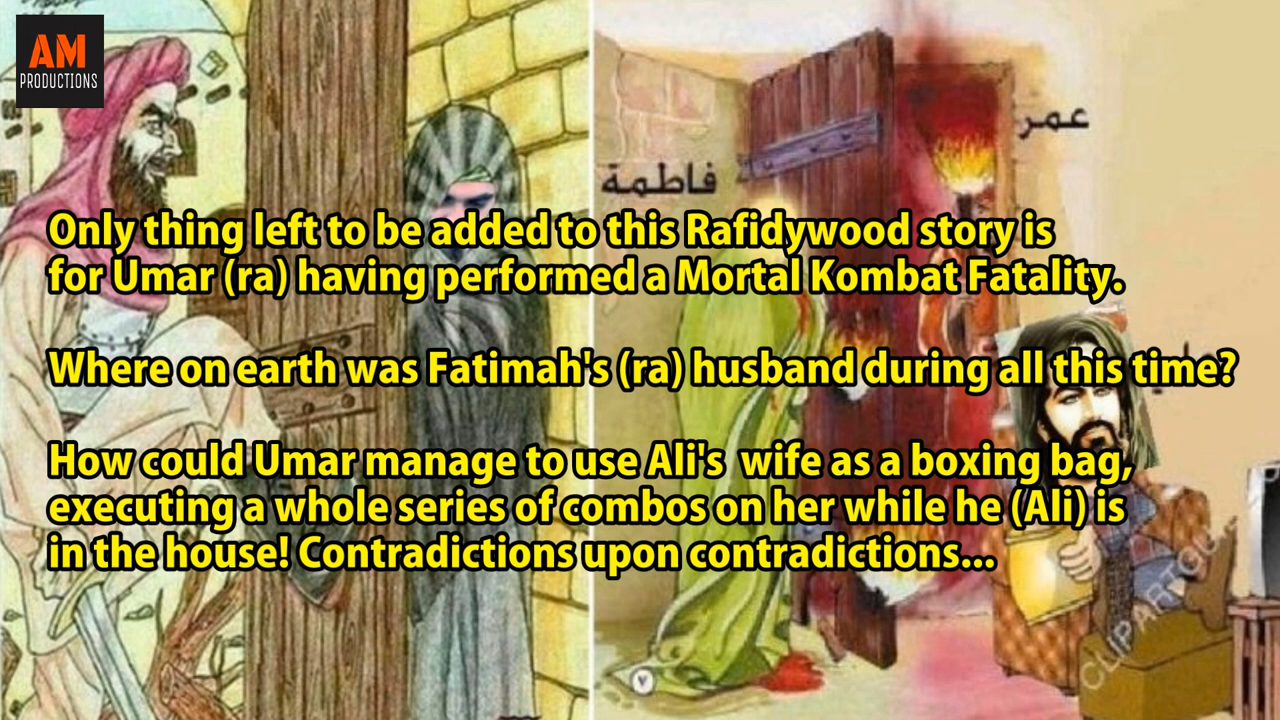 AM
PRODUCTIONS
عمر
فاطمة
Only thing left to be added to this Rafidywood story is
for Umar (ra) having performed a Mortal Kombat Fatality.
Where on earth was Fatimah's (ra) husband during all this time?
How could Umar manage to use Ali's wife as a boxing bag,
executing a whole series of combos on her while he (Ali) is
in the house! Contradictions upon contradictions...
CLIPARTOU
٧